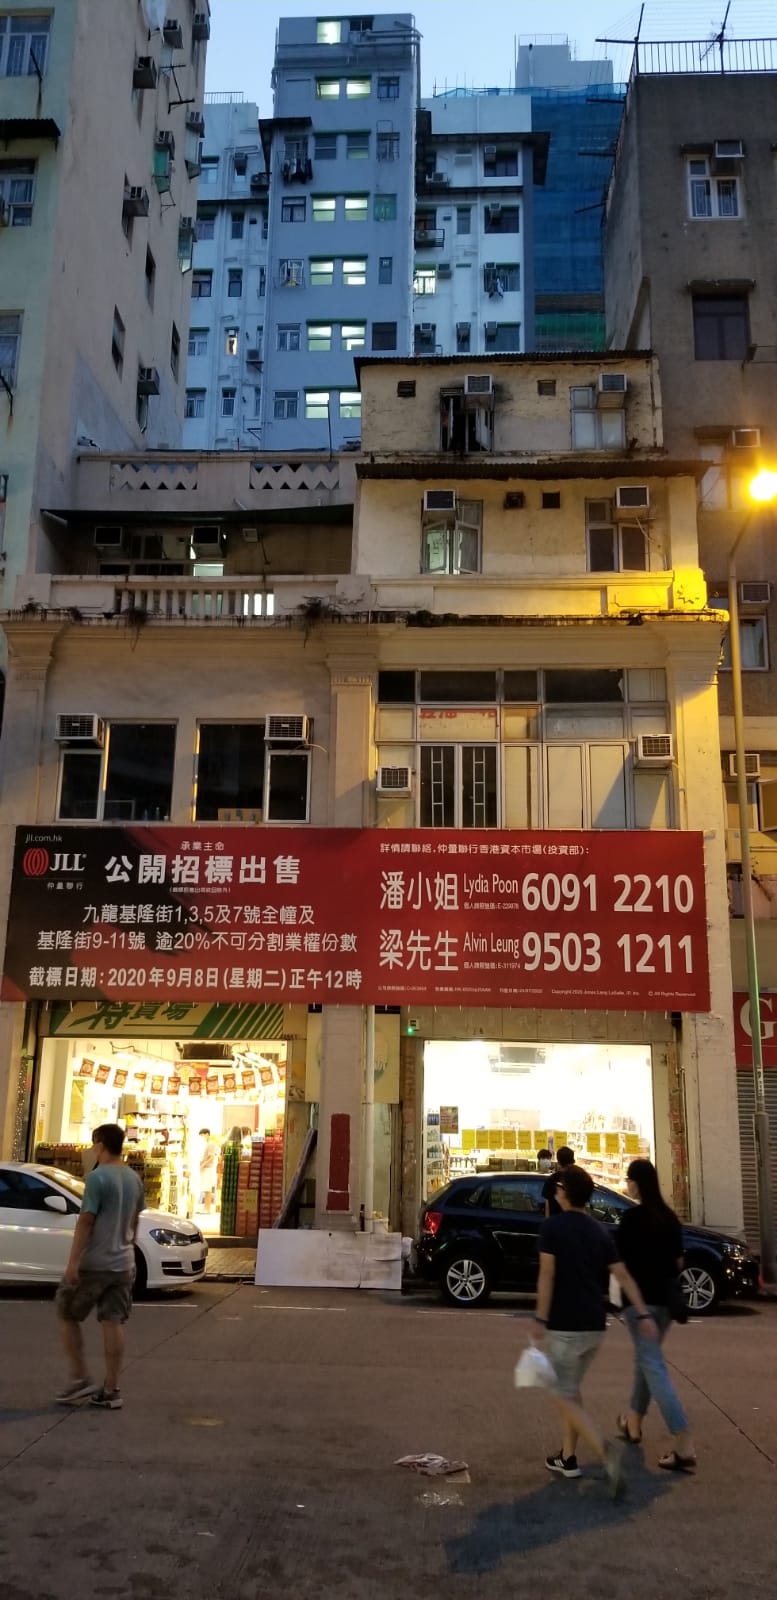 jll.com.hk
JLL
仲量聯行
承業主命
公開招標出售
九龍基隆街1,3,5及7號全幢及
基隆街9-11號 逾20%不可分割業權份數
截標日期:2020年9月8日(星期二)正午12時
詳情請聯絡,仲量聯行香港資本市場(投資部):
潘小姐 Lydia Poon 6091 2210
梁先生 Alvin Leung 9503 1211
特賣場
G